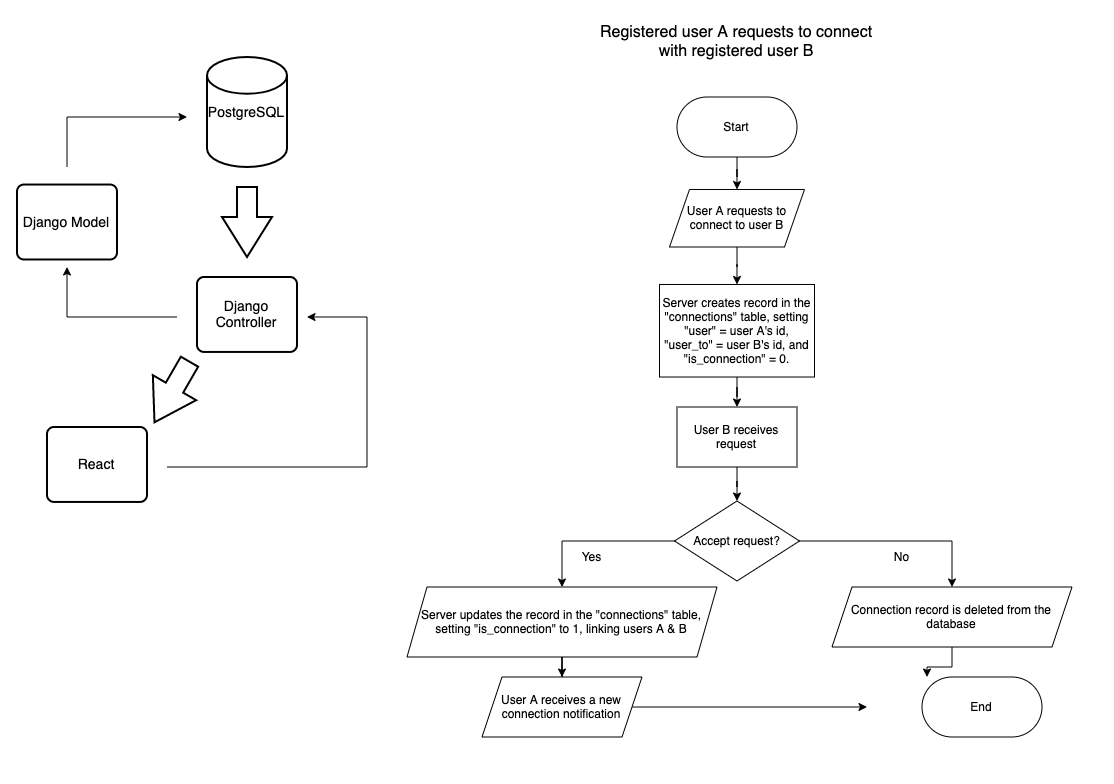 PostgreSQL
Django Model
Django
Controller
React
Registered user A requests to connect
with registered user B
Start
User A requests to
connect to user B
Server creates record in the
"connections" table, setting
"user" = user A's id,
"user_to" = user B's id, and
"is_connection" = 0.
User B receives
request
Accept request?
Yes
No
Server updates the record in the "connections" table,
setting "is_connection" to 1, linking users A & B
Connection record is deleted from the
database
User A receives a new
connection notification
End